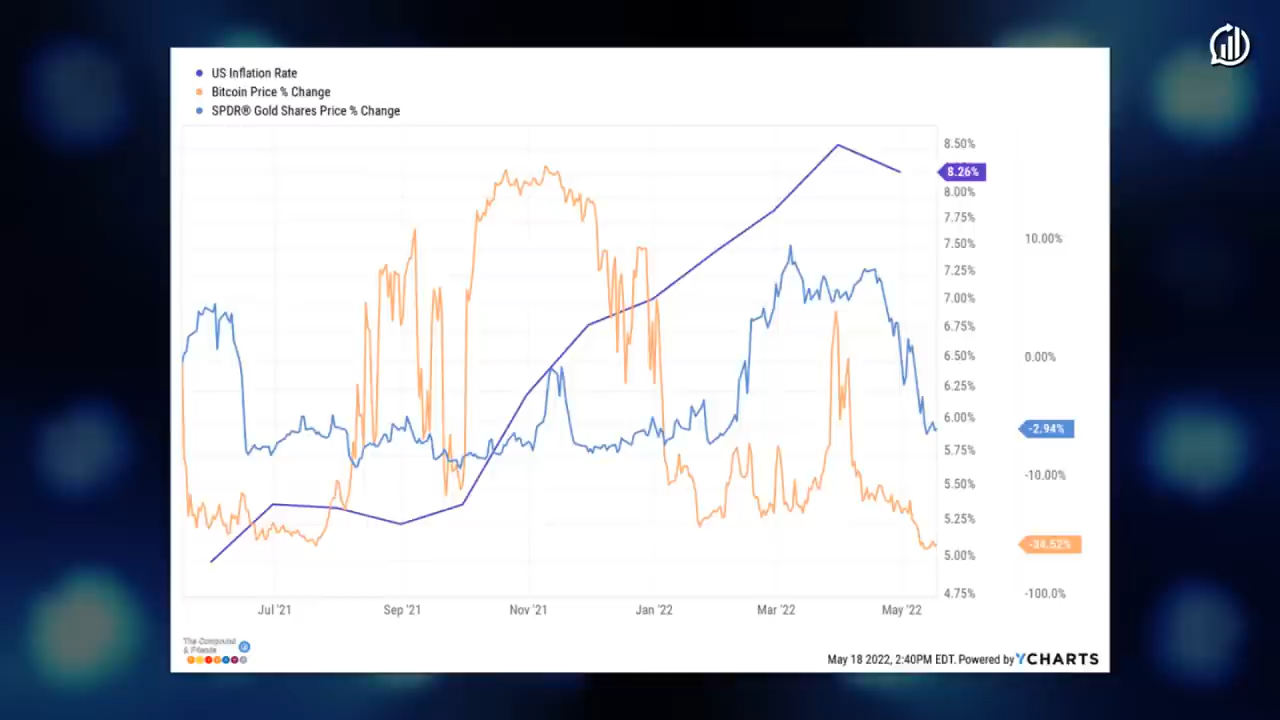 US Inflation Rate
Bitcoin Price % Change
SPDR® Gold Shares Price % Change
8.50%
8.26%
8.00%
7.75%
7.50%
10.00%
7.25%
7.00%
6.75%
6.50%
0.00%
6.25%
6.00%
-2.94%
5.75%
-10.00%
5.50%
5.25%
-34.52%
5.00%
4.75%
-100.0%
Jul '21
Sep '21
Nov '21
Jan '22
Mar '22
May '22
The Compound
& Friends
May 18 2022, 2:40PM EDT. Powered by YCHARTS